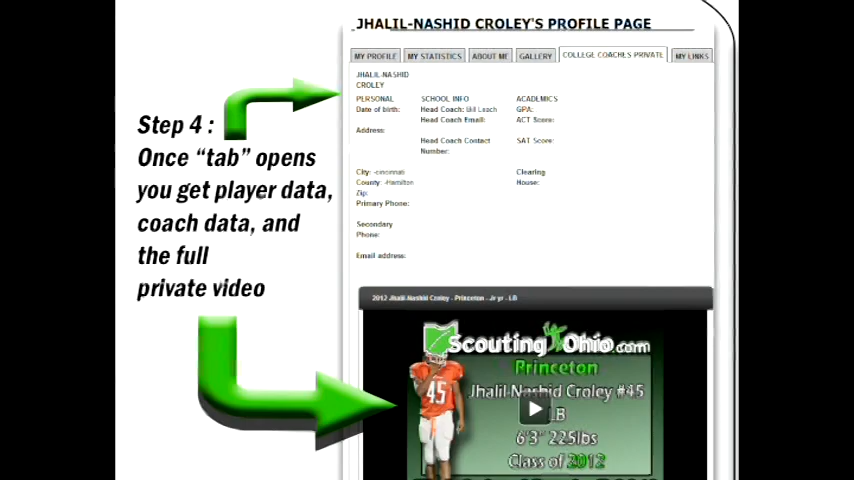 JHALIL-NASHID CROLEY'S PROFILE PAGE
MY PROFILE MY STATISTICS ABOUT ME GALLERY COLLEGE COACHE'S PRIVATE MY LINKS
JHALIL-NASHID
CROLEY
PERSONAL SCHOOL INFO ACADEMICS
Date of birth: Head Coach: Bill Leach GPA:
Head Coach Email: ACT Score:
Address:
Head Coach Contact SAT Score:
Number:
City: -cincinnati Clearing
County: -Hamilton House:
Zip:
Primary Phone:
Secondary
Phone:
Email address:
Step 4 :
Once “tab” opens
you get player data,
coach data, and
the full
private video
2012 Jhalil-Nashid Croley - Princeton - Jr yr - LB
ScoutingOhio.com
Princeton
Jhalil-Nashid Croley #45
LB
6'3" 225lbs
Class of 2012
45